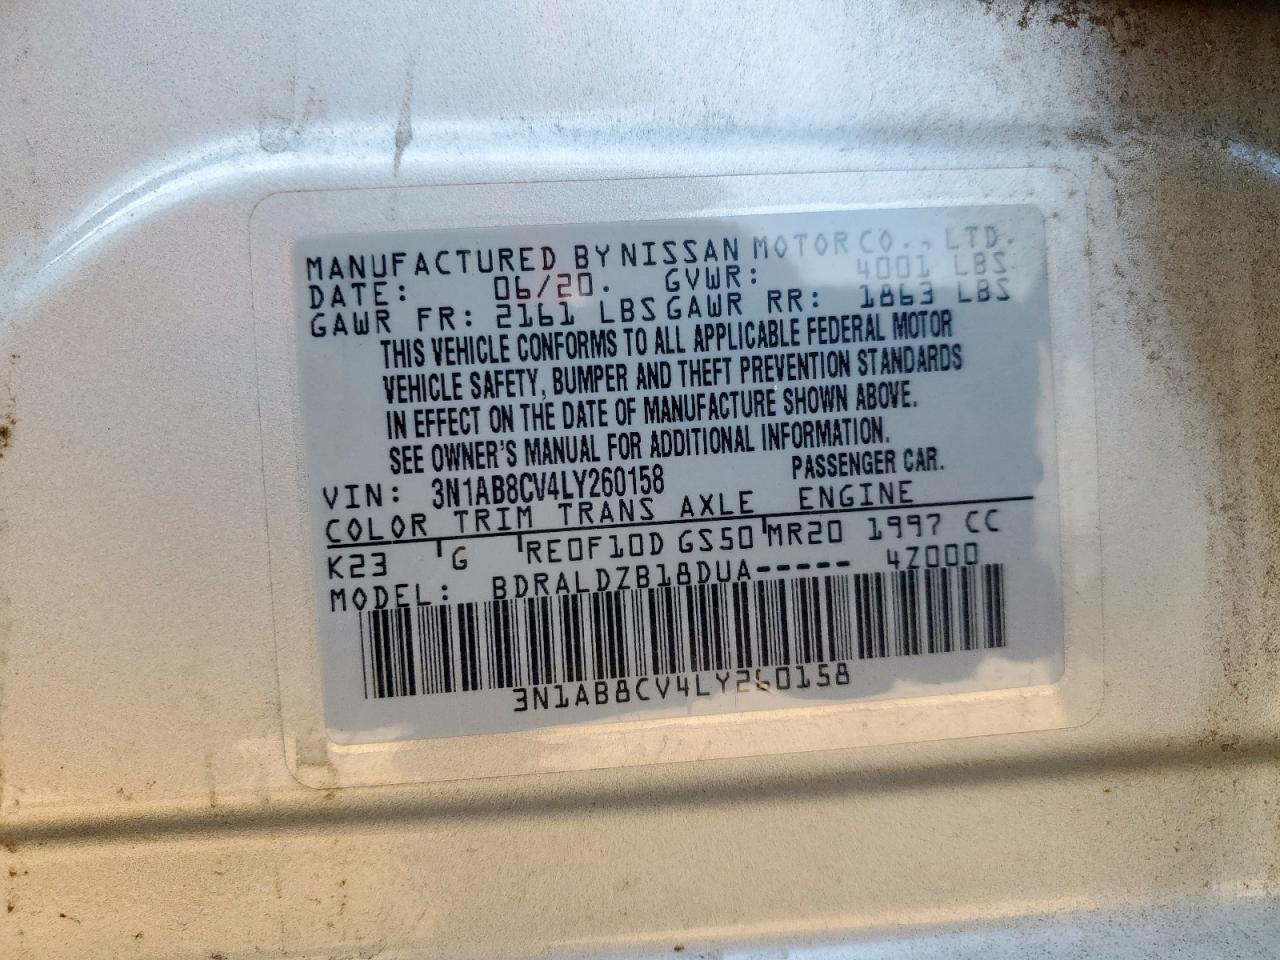 MANUFACTURED BY NISSAN MOTOR CO., LTD.
DATE: 06/20. GVWR: 4001 LBS
GAWR FR: 2161 LBS GAWR RR: 1863 LBS
THIS VEHICLE CONFORMS TO ALL APPLICABLE FEDERAL MOTOR
VEHICLE SAFETY, BUMPER AND THEFT PREVENTION STANDARDS
IN EFFECT ON THE DATE OF MANUFACTURE SHOWN ABOVE.
SEE OWNER'S MANUAL FOR ADDITIONAL INFORMATION.
VIN: 3N1AB8CV4LY260158 PASSENGER CAR.
COLOR TRIM TRANS AXLE ENGINE
K23 G RE0F10D GS50 MR20 1997 CC
MODEL: BDRALDZB18DUA----- 4Z000
3N1AB8CV4LY260158